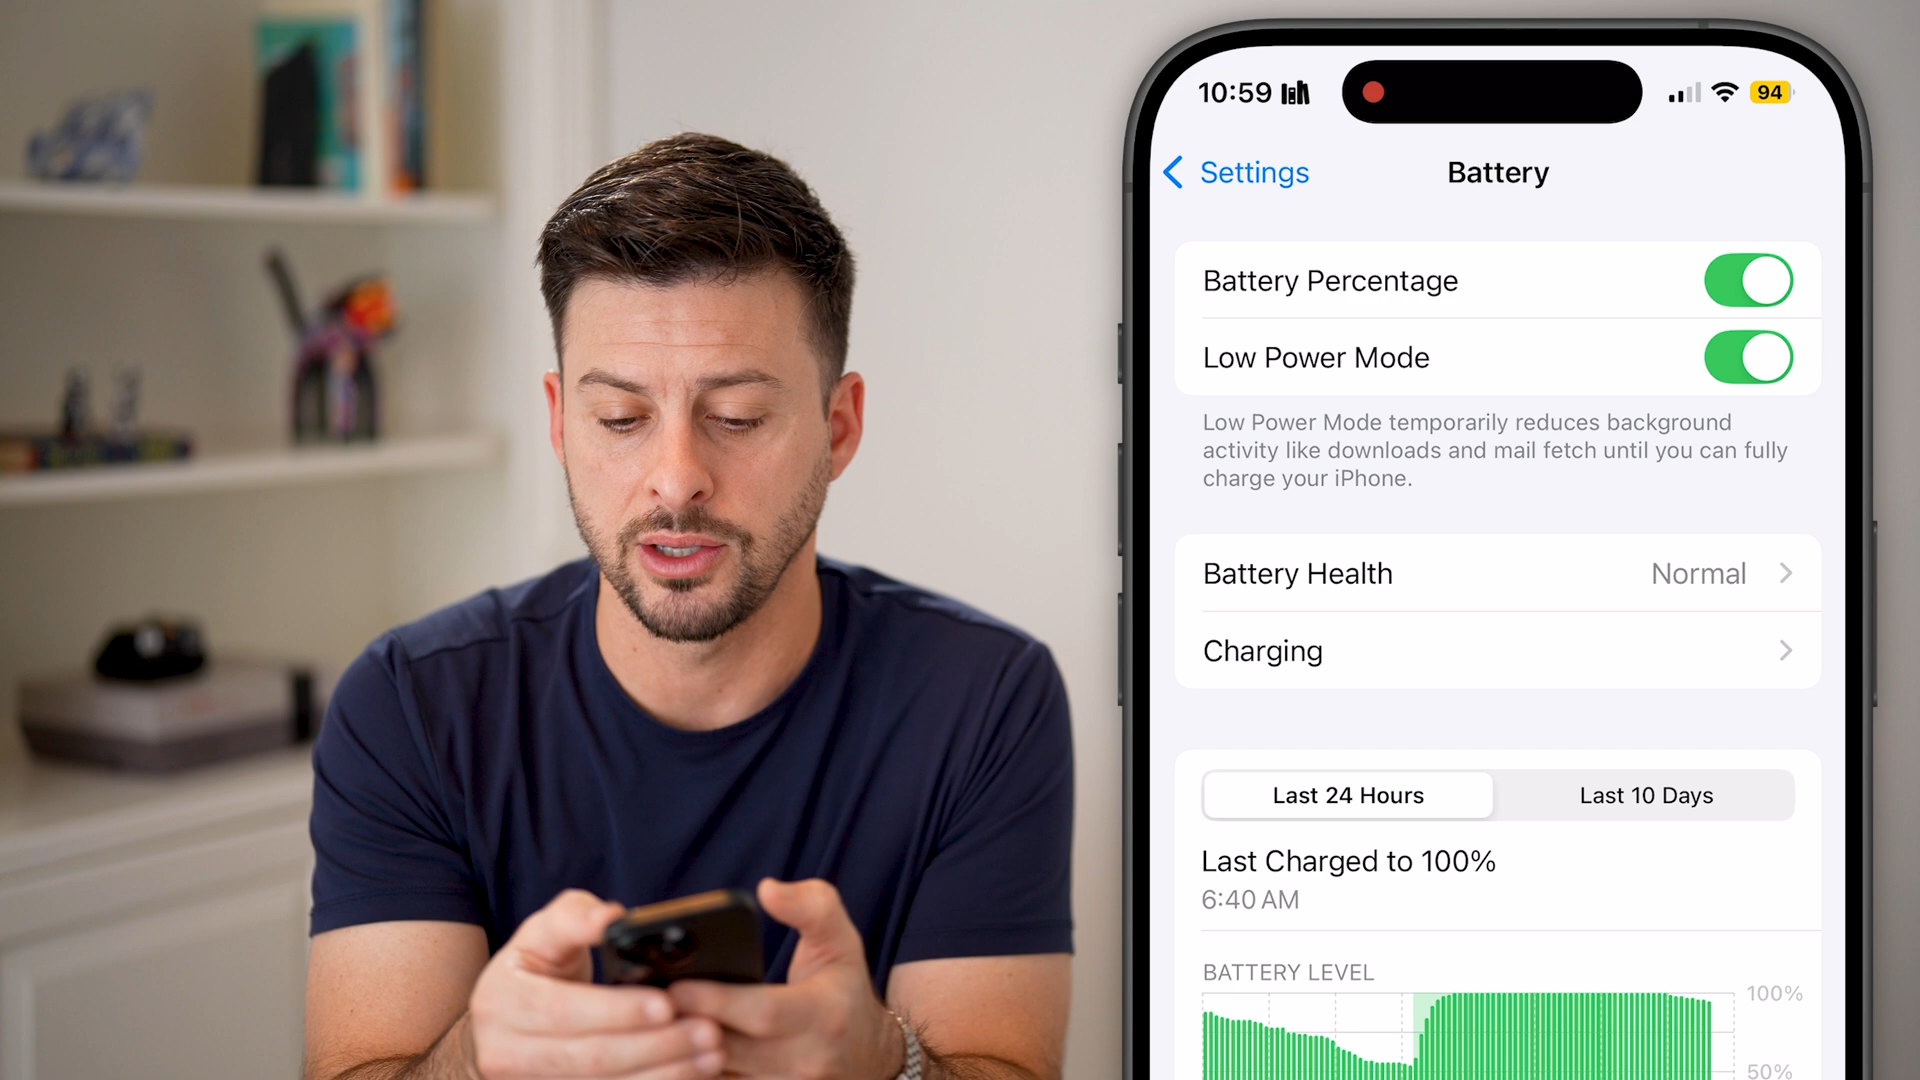 10:59
94
Settings
Battery
Battery Percentage
Low Power Mode
Low Power Mode temporarily reduces background
activity like downloads and mail fetch until you can fully
charge your iPhone.
Battery Health Normal
Charging
Last 24 Hours Last 10 Days
Last Charged to 100%
6:40 AM
BATTERY LEVEL
100%
50%